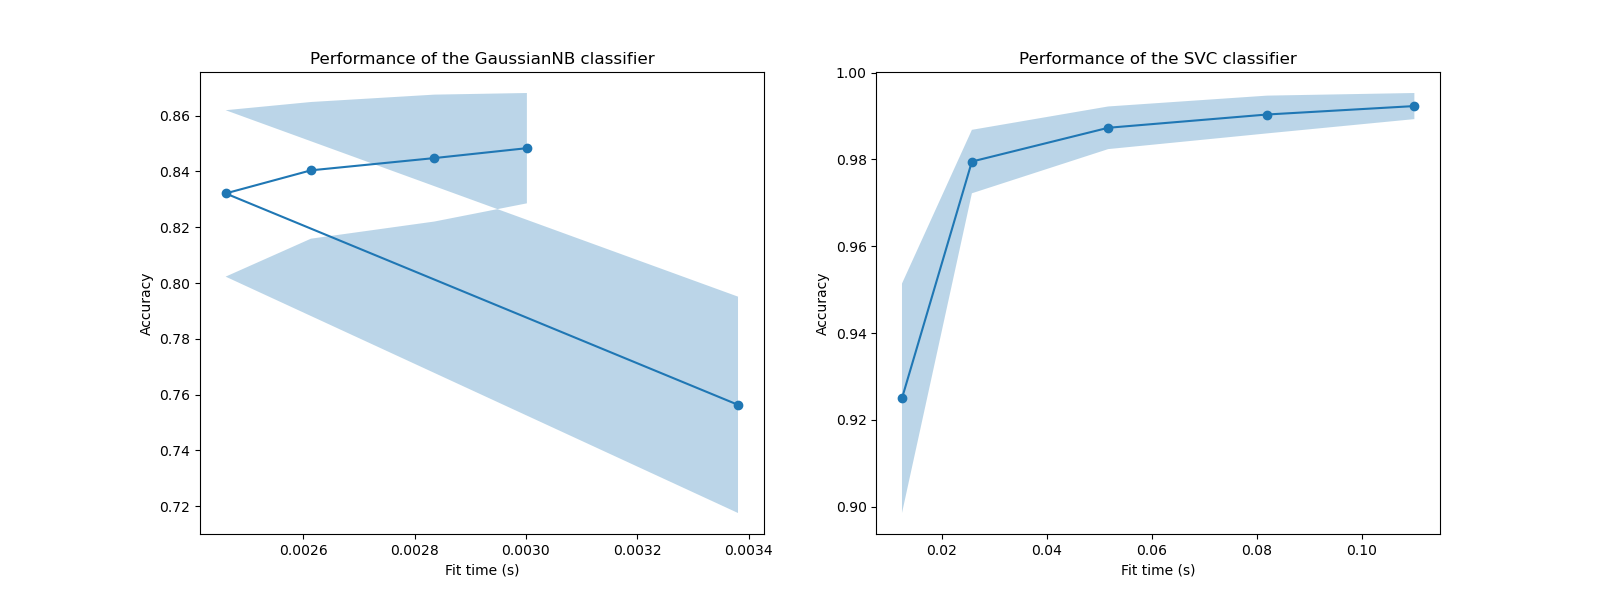 Performance of the GaussianNB classifier
0.86
0.84
0.82
0.80
0.78
0.76
0.74
0.72
Accuracy
0.0026 0.0028 0.0030 0.0032 0.0034
Fit time (s)
Performance of the SVC classifier
1.00
0.98
0.96
0.94
0.92
0.90
Accuracy
0.02 0.04 0.06 0.08 0.10
Fit time (s)